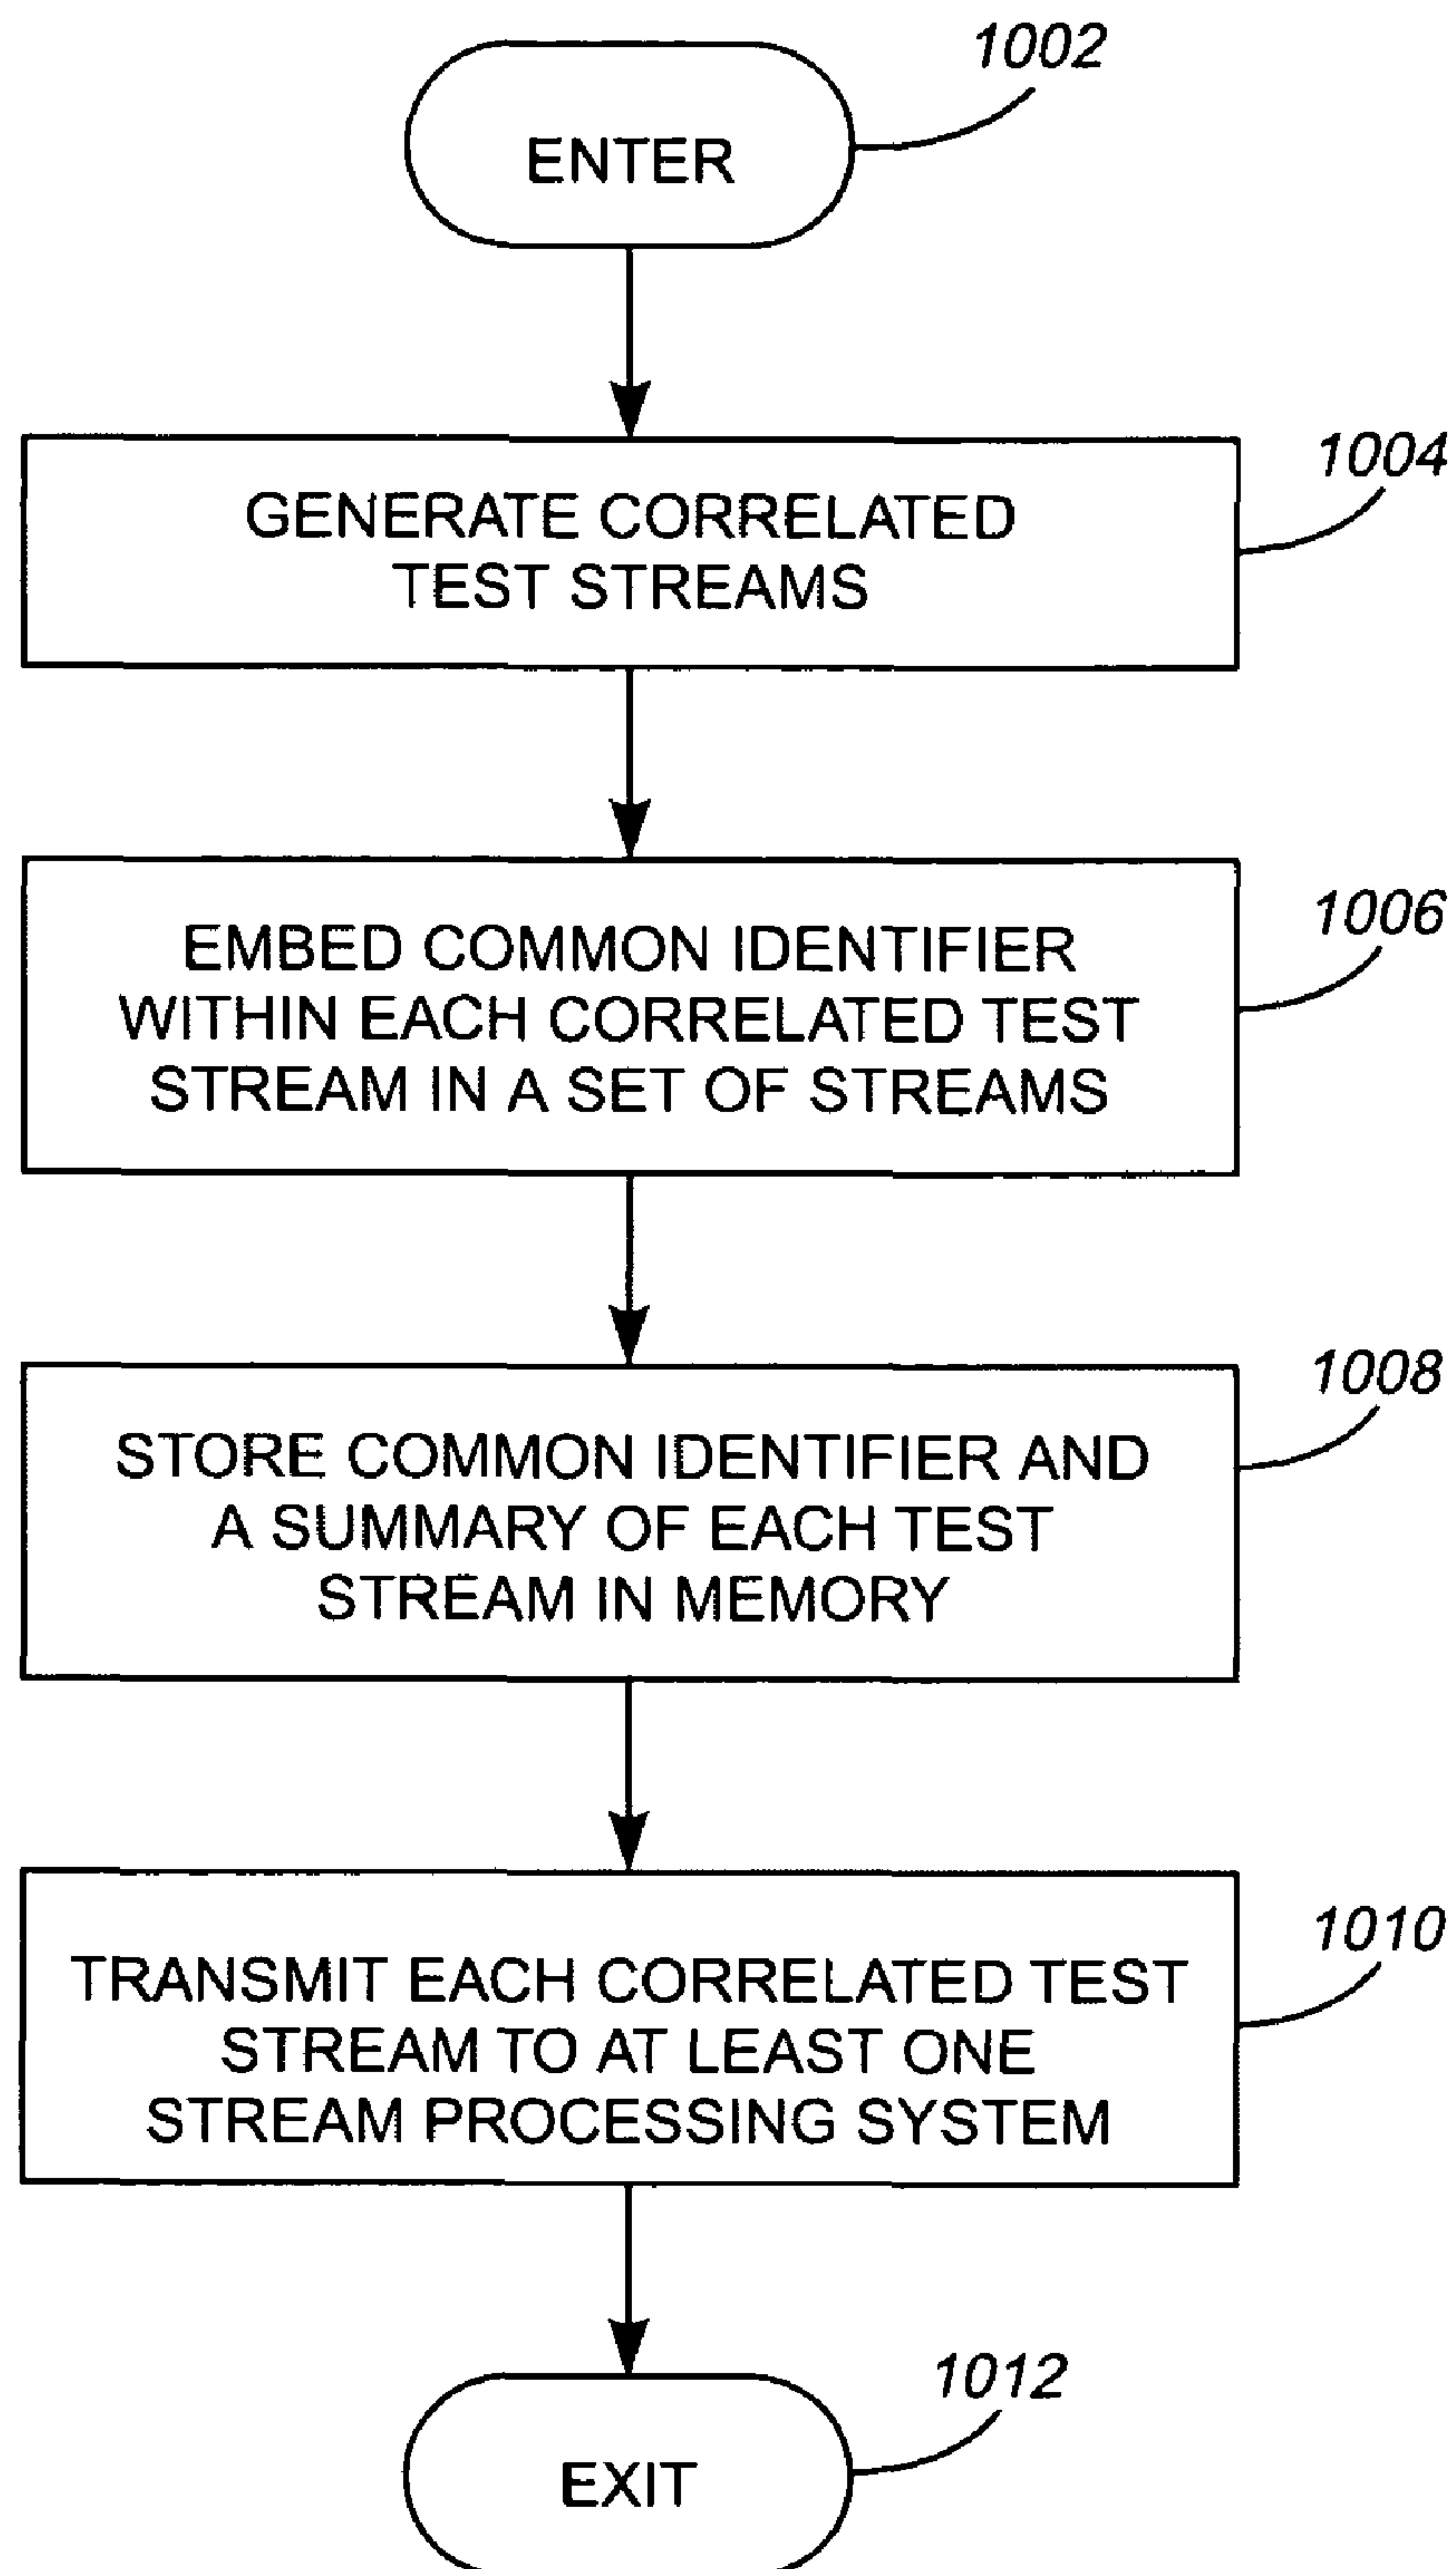 1002
ENTER
1004
GENERATE CORRELATED
TEST STREAMS
1006
EMBED COMMON IDENTIFIER
WITHIN EACH CORRELATED TEST
STREAM IN A SET OF STREAMS
1008
STORE COMMON IDENTIFIER AND
A SUMMARY OF EACH TEST
STREAM IN MEMORY
1010
TRANSMIT EACH CORRELATED TEST
STREAM TO AT LEAST ONE
STREAM PROCESSING SYSTEM
1012
EXIT